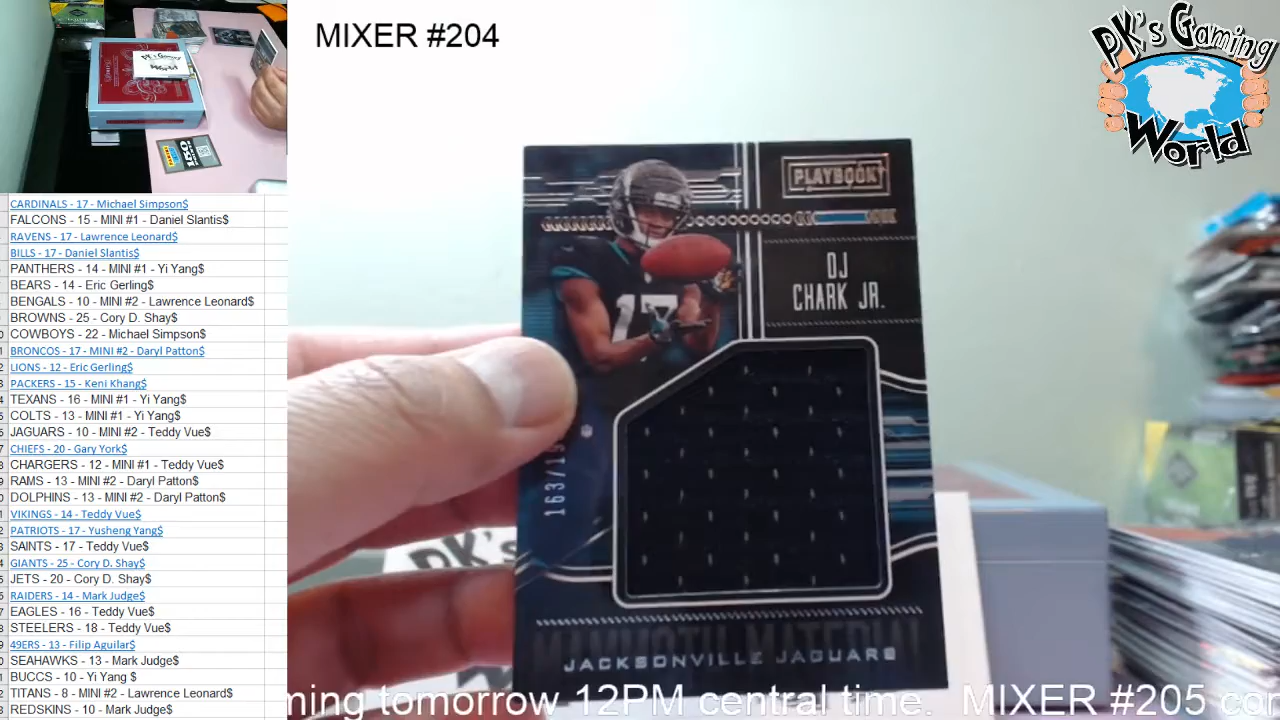 MIXER #204
PK's Gaming
World
CARDINALS - 17 - Michael Simpson$
FALCONS - 15 - MINI #1 - Daniel Slantis$
RAVENS - 17 - Lawrence Leonard$
BILLS - 17 - Daniel Slantis$
PANTHERS - 14 - MINI #1 - Yi Yang$
BEARS - 14 - Eric Gerling$
BENGALS - 10 - MINI #2 - Lawrence Leonard$
BROWNS - 25 - Cory D. Shay$
COWBOYS - 22 - Michael Simpson$
BRONCOS - 17 - MINI #2 - Daryl Patton$
LIONS - 12 - Eric Gerling$
PACKERS - 15 - Keni Khang$
TEXANS - 16 - MINI #1 - Yi Yang$
COLTS - 13 - MINI #1 - Yi Yang$
JAGUARS - 10 - MINI #2 - Teddy Vue$
CHIEFS - 20 - Gary York$
CHARGERS - 12 - MINI #1 - Teddy Vue$
RAMS - 13 - MINI #2 - Daryl Patton$
DOLPHINS - 13 - MINI #2 - Daryl Patton$
VIKINGS - 14 - Teddy Vue$
PATRIOTS - 17 - Yusheng Yang$
SAINTS - 17 - Teddy Vue$
GIANTS - 25 - Cory D. Shay$
JETS - 20 - Cory D. Shay$
RAIDERS - 14 - Mark Judge$
EAGLES - 16 - Teddy Vue$
STEELERS - 18 - Teddy Vue$
49ERS - 13 - Filip Aguilar$
SEAHAWKS - 13 - Mark Judge$
BUCCS - 10 - Yi Yang $
TITANS - 8 - MINI #2 - Lawrence Leonard$
REDSKINS - 10 - Mark Judge$
PLAYBOOK
DJ
CHARK JR.
17
163/1
PK's
JACKSONVILLE JAGUARS
ming tomorrow 12PM central time. MIXER #205 con